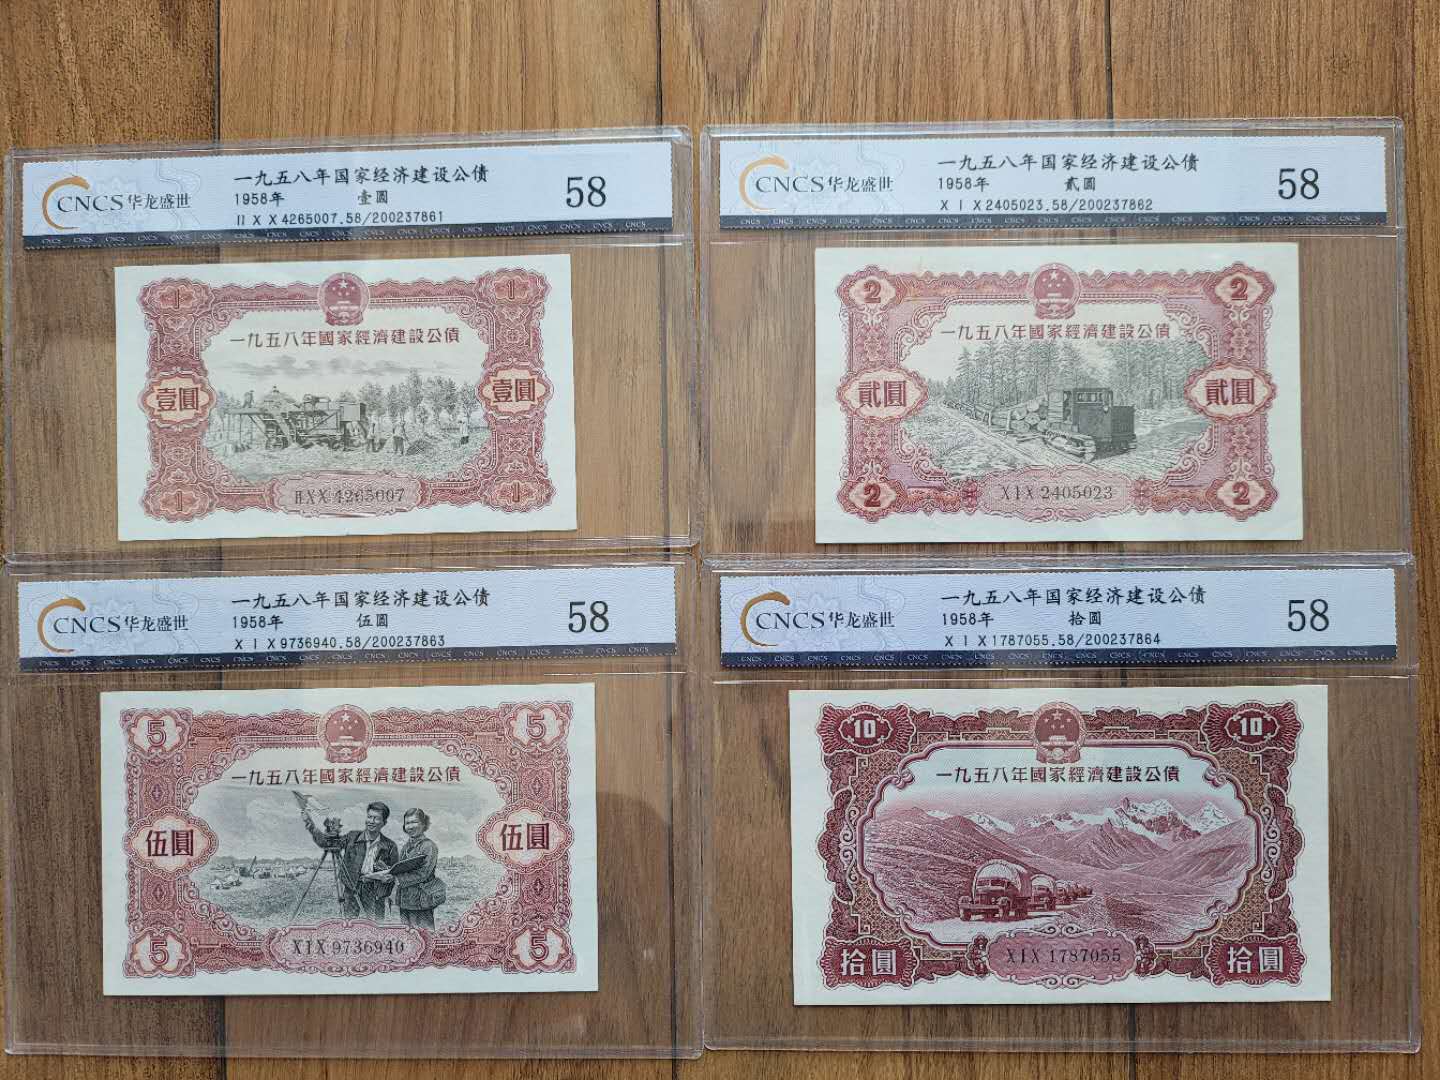 CNCS华龙盛世
一九五八年国家经济建设公债
1958年 壹圆
II X X 4265007.58/200237861
58
1
1
一九五八年國家經濟建設公債
壹圓
壹圓
1
IIXX 4265007
1
CNCS华龙盛世
一九五八年国家经济建设公债
1958年 贰圆
X I X 2405023.58/200237862
58
2
2
一九五八年國家經濟建設公債
貳圓
貳圓
2
XIX 2405023
2
CNCS华龙盛世
一九五八年国家经济建设公债
1958年 伍圆
X I X 9736940.58/200237863
58
5
5
一九五八年國家經濟建設公債
伍圓
伍圓
5
XIX 9736940
5
CNCS华龙盛世
一九五八年国家经济建设公债
1958年 拾圆
X I X 1787055.58/200237864
58
10
10
一九五八年國家經濟建設公債
拾圓
XIX 1787055
拾圓